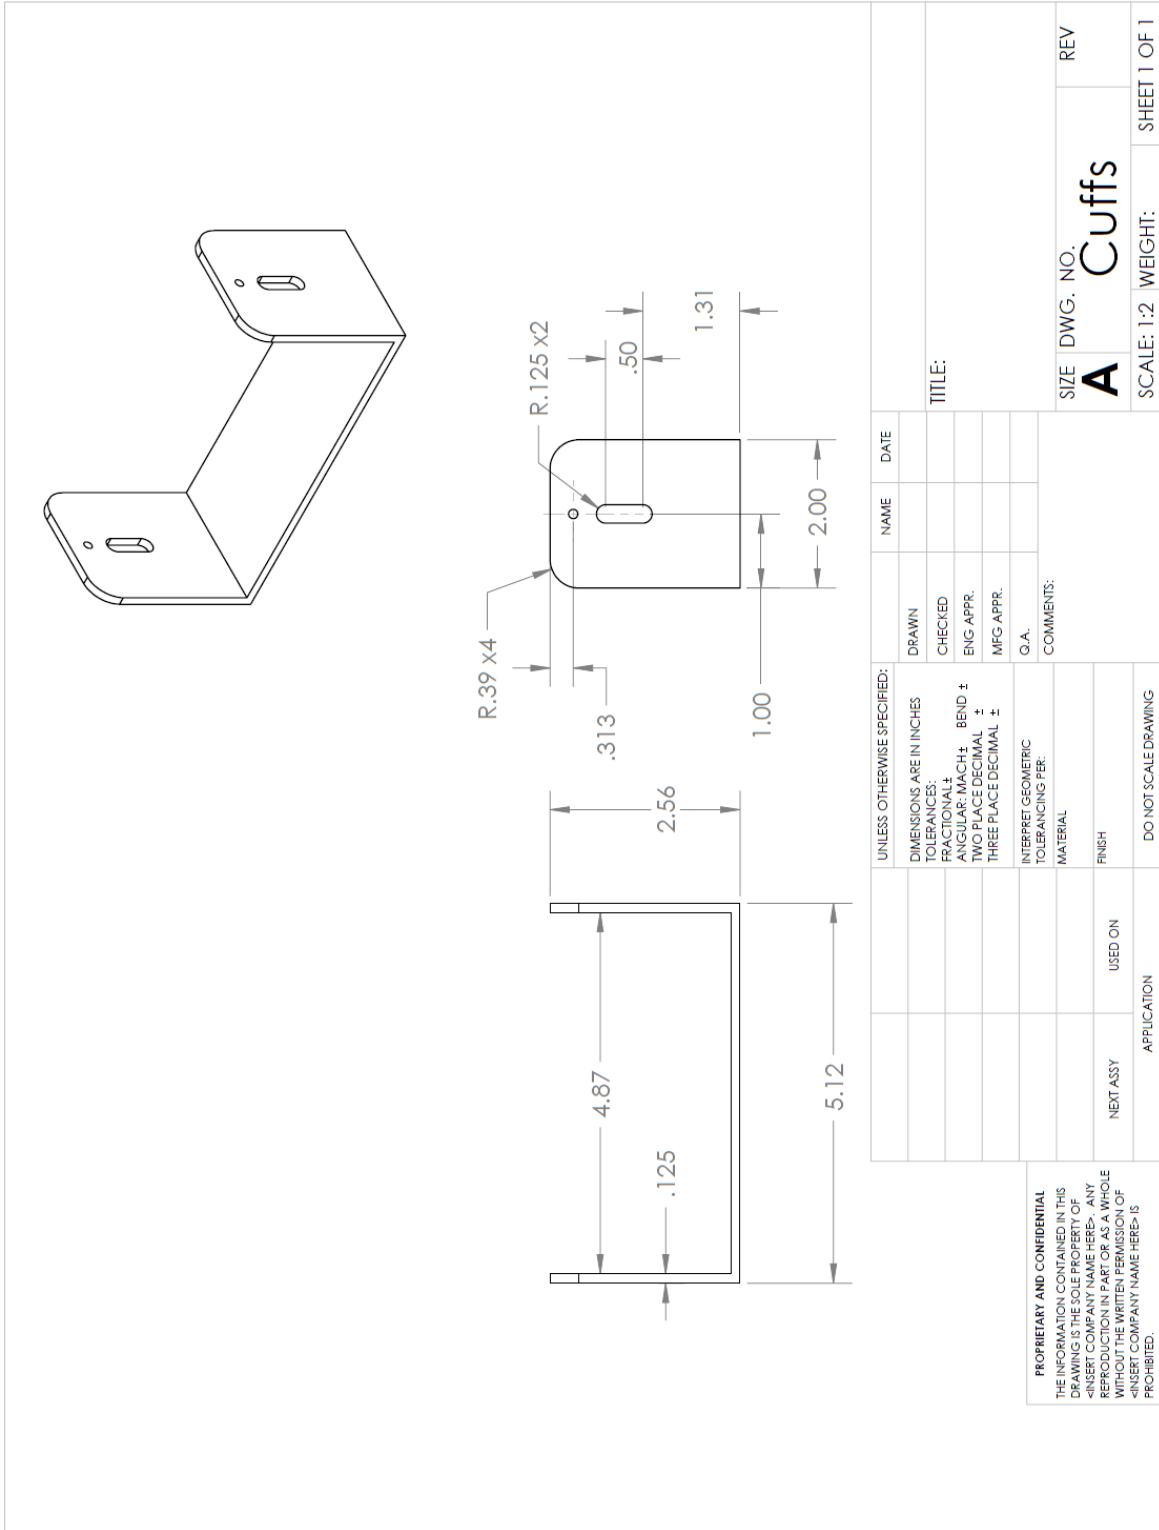 R.39 x4
R.125 x2
.313
.50
1.31
1.00
2.00
2.56
4.87
.125
5.12
PROPRIETARY AND CONFIDENTIAL
THE INFORMATION CONTAINED IN THIS
DRAWING IS THE SOLE PROPERTY OF
<INSERT COMPANY NAME HERE>. ANY
REPRODUCTION IN PART OR AS A WHOLE
WITHOUT THE WRITTEN PERMISSION OF
<INSERT COMPANY NAME HERE> IS
PROHIBITED.
NEXT ASSY
USED ON
APPLICATION
UNLESS OTHERWISE SPECIFIED:
DIMENSIONS ARE IN INCHES
TOLERANCES:
FRACTIONAL±
ANGULAR: MACH± BEND ±
TWO PLACE DECIMAL ±
THREE PLACE DECIMAL ±
INTERPRET GEOMETRIC
TOLERANCING PER:
MATERIAL
FINISH
DO NOT SCALE DRAWING
NAME DATE
DRAWN
CHECKED
ENG APPR.
MFG APPR.
Q.A.
COMMENTS:
TITLE:
SIZE DWG. NO. REV
A Cuffs
SCALE: 1:2 WEIGHT: SHEET 1 OF 1